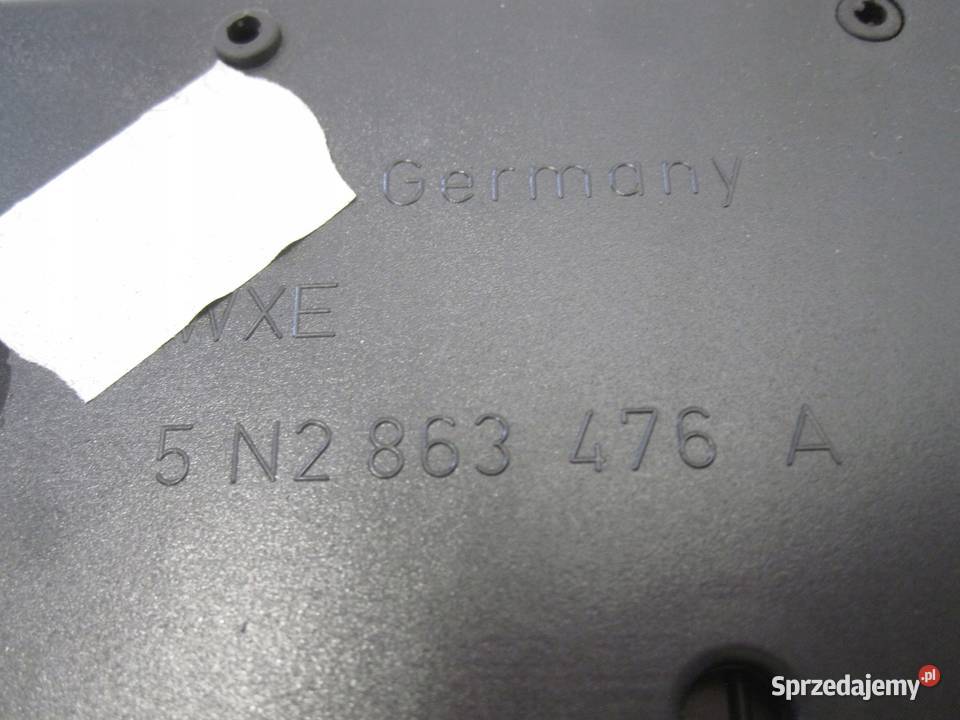 Germany
WXE
5N2 863 476 A
Sprzedajemy.pl